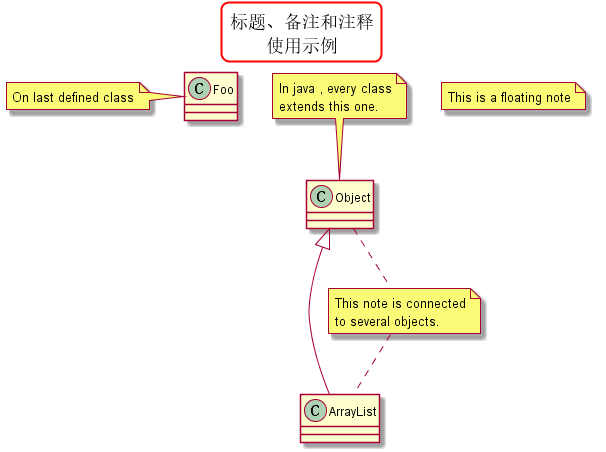 标题、备注和注释
使用示例
On last defined class
C Foo
In java , every class
extends this one.
This is a floating note
C Object
This note is connected
to several objects.
C ArrayList